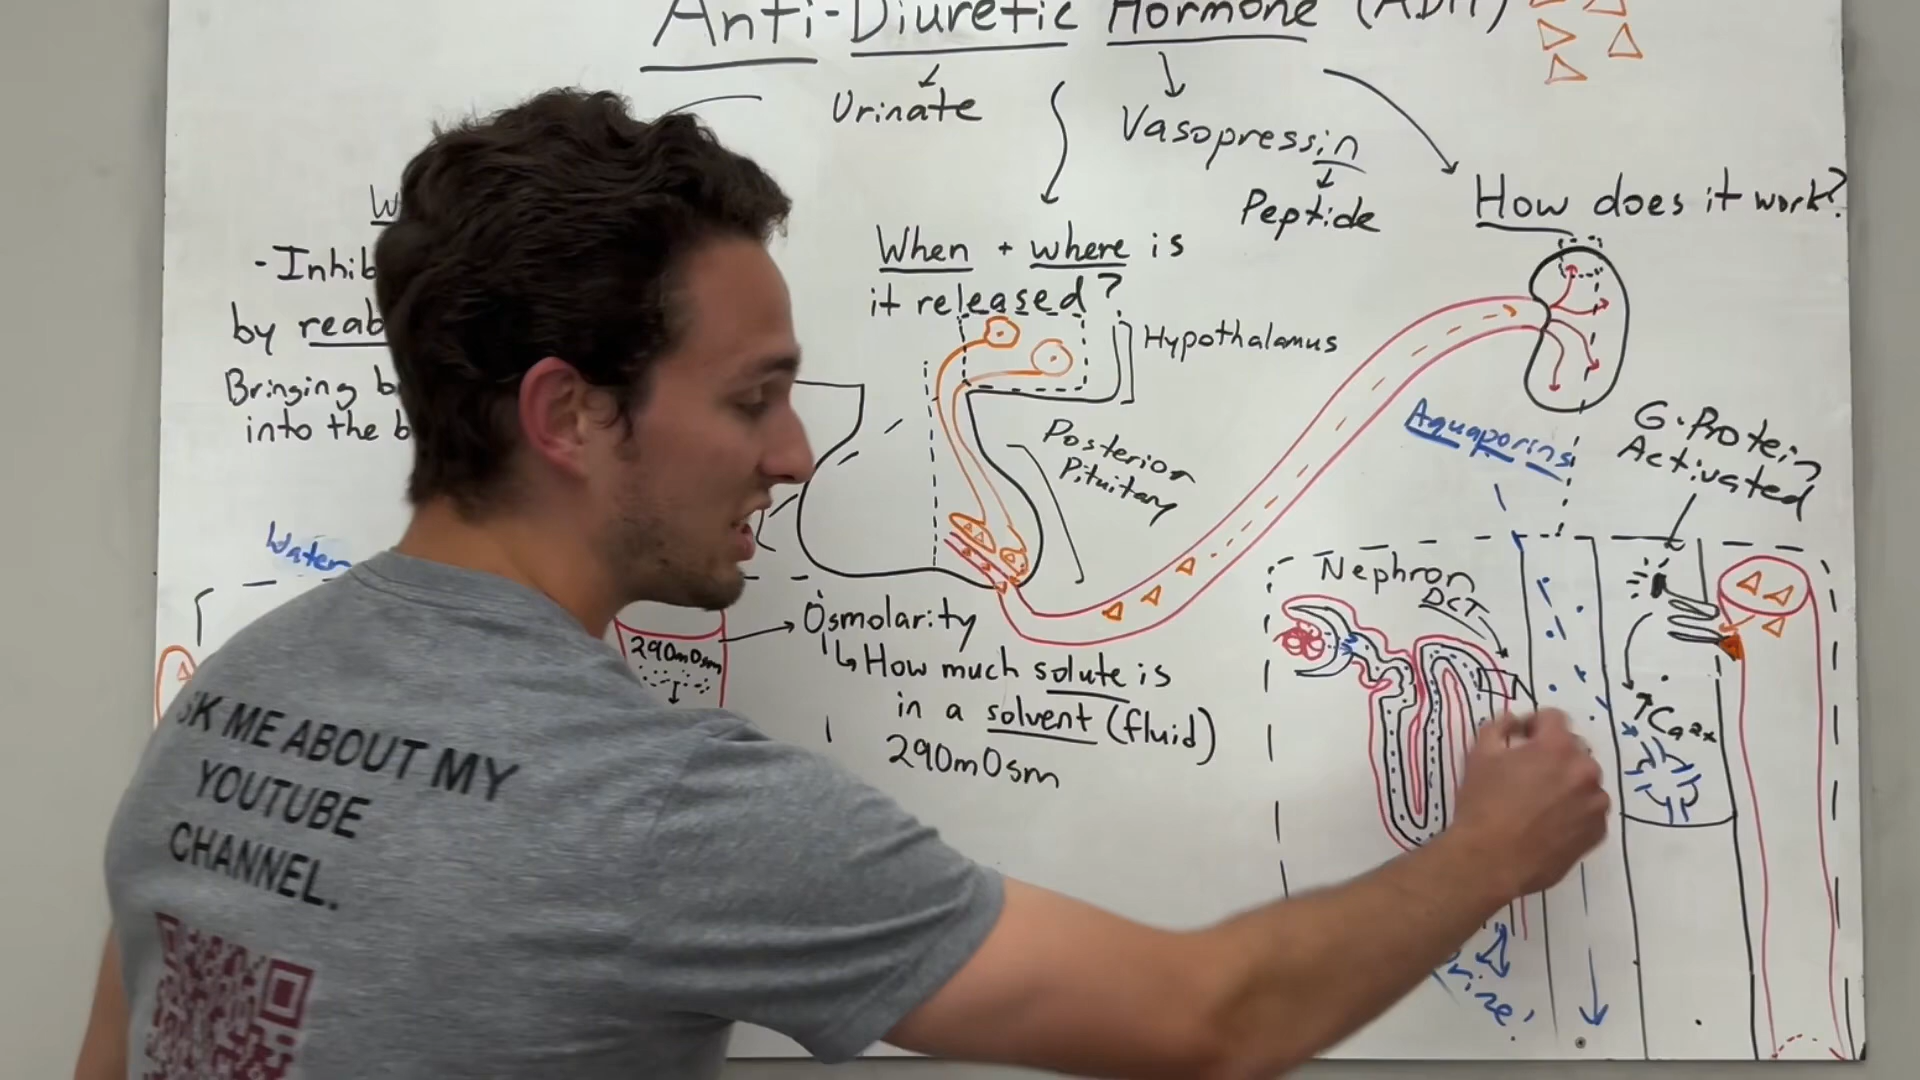 Anti-Diuretic Hormone (ADH)
Urinate
Vasopressin
Peptide
How does it work?
When + where is
it released?
- Inhib
by reab
Bringing b
into the b
Water
Hypothalamus
Posterior
Pituitary
Aquaporins
G-Protein
Activated
290mOsm
Osmolarity
How much solute is
in a solvent (fluid)
290mOsm
Nephron
DCT
↑Ca2+
ASK ME ABOUT MY
YOUTUBE
CHANNEL.